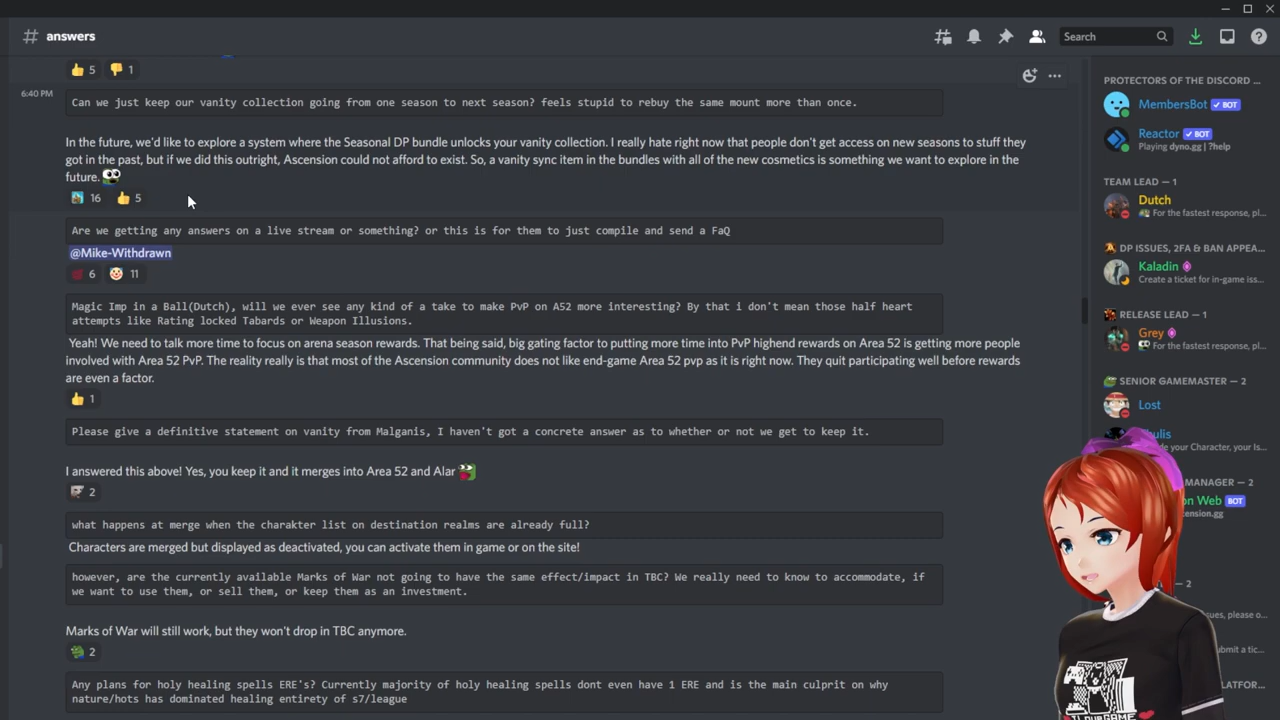 answers
Search
5 1
6:40 PM
Can we just keep our vanity collection going from one season to next season? feels stupid to rebuy the same mount more than once.
In the future, we'd like to explore a system where the Seasonal DP bundle unlocks your vanity collection. I really hate right now that people don't get access on new seasons to stuff they
got in the past, but if we did this outright, Ascension could not afford to exist. So, a vanity sync item in the bundles with all of the new cosmetics is something we want to explore in the
future.
16 5
Are we getting any answers on a live stream or something? or this is for them to just compile and send a FaQ
@Mike-Withdrawn
6 11
Magic Imp in a Ball(Dutch), will we ever see any kind of a take to make PvP on A52 more interesting? By that i don't mean those half heart
attempts like Rating locked Tabards or Weapon Illusions.
Yeah! We need to talk more time to focus on arena season rewards. That being said, big gating factor to putting more time into PvP highend rewards on Area 52 is getting more people
involved with Area 52 PvP. The reality really is that most of the Ascension community does not like end-game Area 52 pvp as it is right now. They quit participating well before rewards
are even a factor.
1
Please give a definitive statement on vanity from Malganis, I haven't got a concrete answer as to whether or not we get to keep it.
I answered this above! Yes, you keep it and it merges into Area 52 and Alar
2
what happens at merge when the charakter list on destination realms are already full?
Characters are merged but displayed as deactivated, you can activate them in game or on the site!
however, are the currently available Marks of War not going to have the same effect/impact in TBC? We really need to know to accommodate, if
we want to use them, or sell them, or keep them as an investment.
Marks of War will still work, but they won't drop in TBC anymore.
2
Any plans for holy healing spells ERE's? Currently majority of holy healing spells dont even have 1 ERE and is the main culprit on why
nature/hots has dominated healing entirety of s7/league
PROTECTORS OF THE DISCORD ...
MembersBot BOT
Reactor BOT
Playing dyno.gg | ?help
TEAM LEAD — 1
Dutch
For the fastest response, pl...
DP ISSUES, 2FA & BAN APPEA...
Kaladin
Create a ticket for in-game iss...
RELEASE LEAD — 1
Grey
For the fastest response, pl...
SENIOR GAMEMASTER — 2
Lost
ulis
de your Character, your Is...
MANAGER — 2
n Web BOT
cension.gg
— 2
sues, please o...
ubmit a tic...
LATFOR...
I LOVE GAME